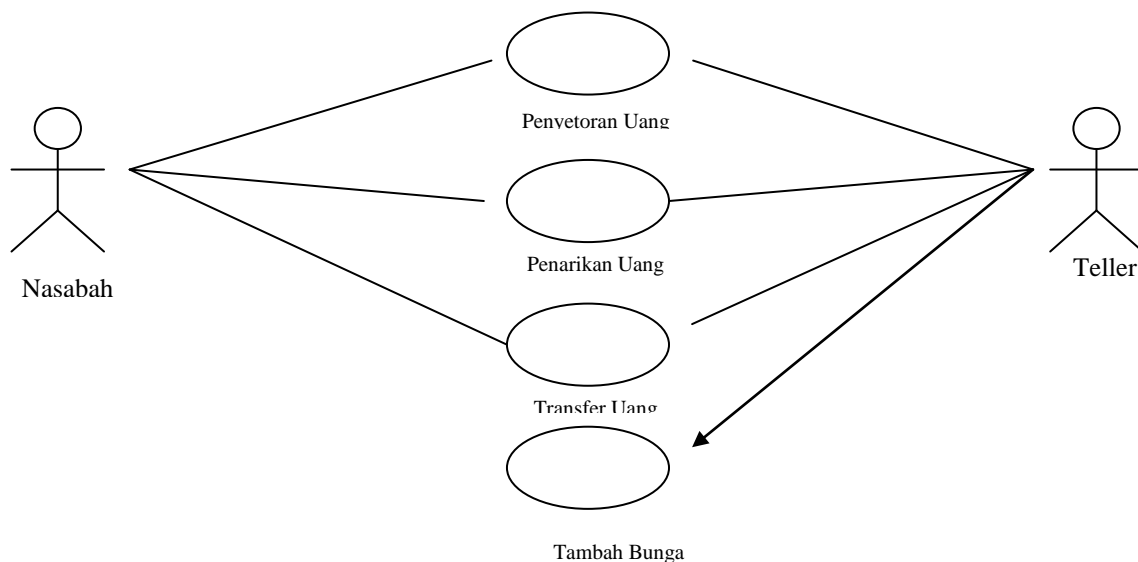 Penyetoran Uang
Penarikan Uang
Teller
Nasabah
Transfer Uang
Tambah Bunga